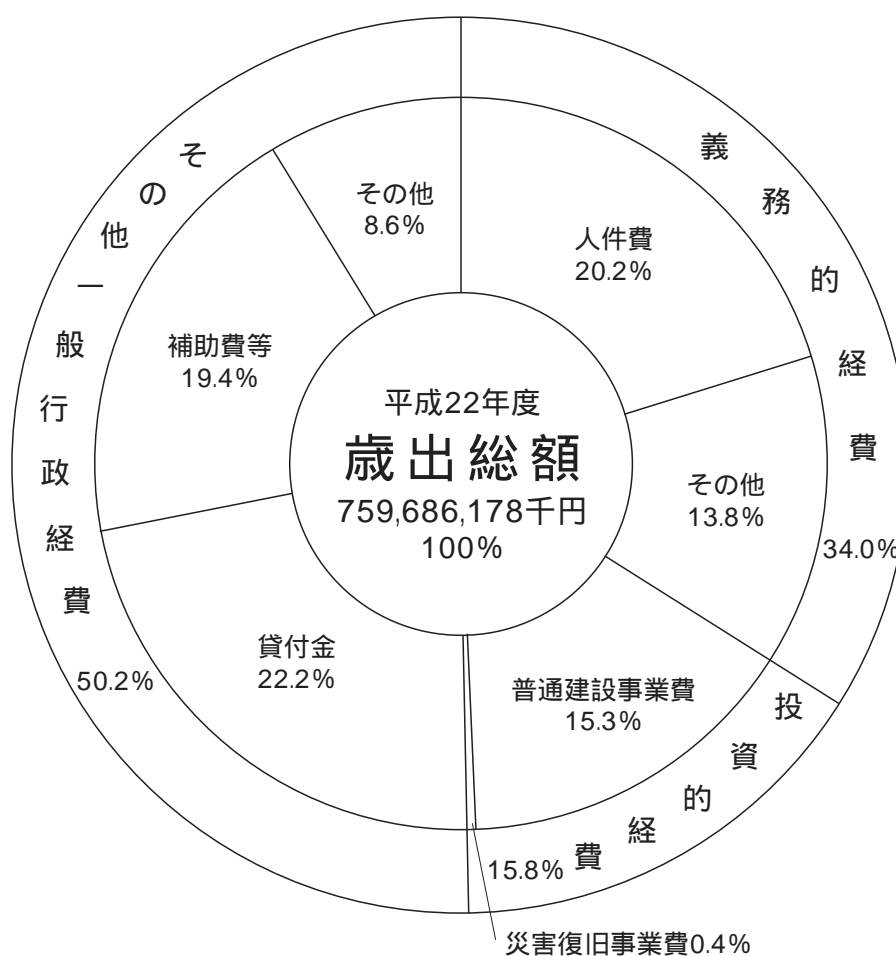 平成22年度
歳出総額
759,686,178千円
100%
義務的経費
34.0%
人件費
20.2%
その他
13.8%
投資的経費
15.8%
普通建設事業費
15.3%
災害復旧事業費0.4%
その他一般行政経費
50.2%
貸付金
22.2%
補助費等
19.4%
その他
8.6%